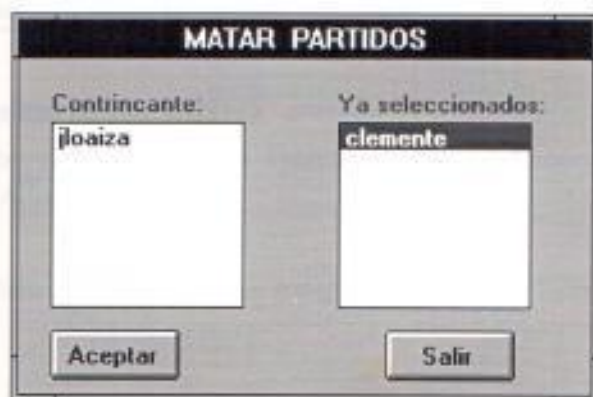 MATAR PARTIDOS
Contrincante:
jloaiza
Ya seleccionados:
clemente
Aceptar
Salir